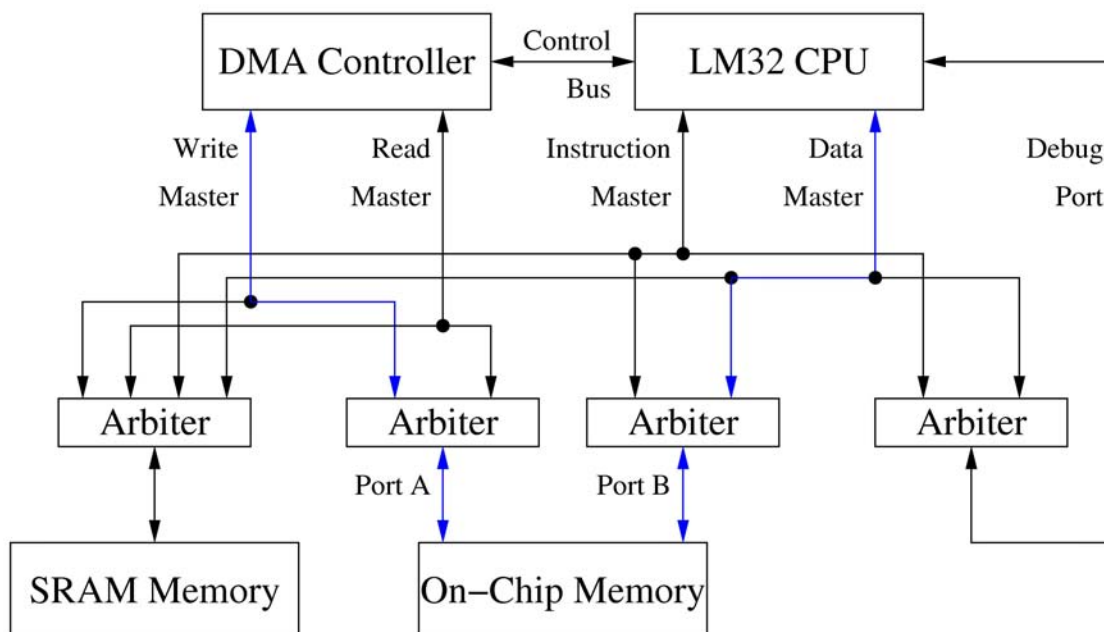 DMA Controller
Control
Bus
LM32 CPU
Write
Master
Read
Master
Instruction
Master
Data
Master
Debug
Port
Arbiter
Arbiter
Arbiter
Arbiter
Port A
Port B
SRAM Memory
On−Chip Memory